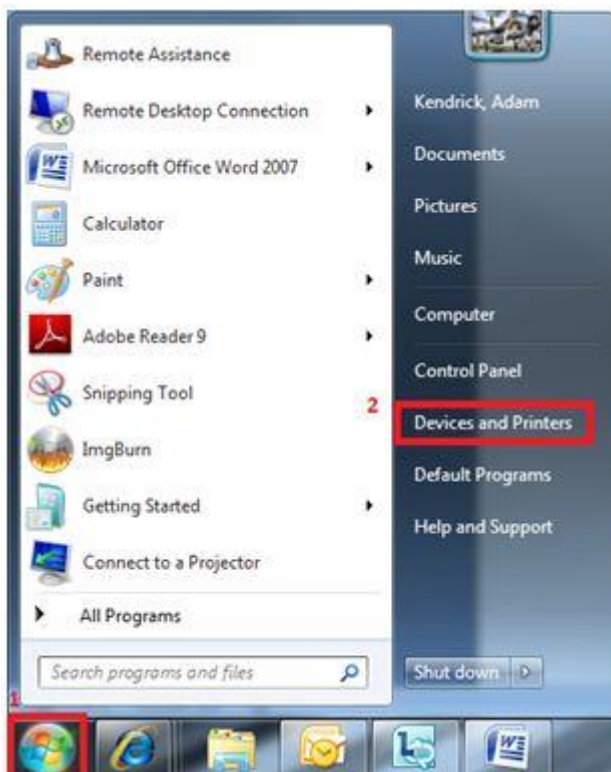 Remote Assistance
Remote Desktop Connection
Microsoft Office Word 2007
Calculator
Paint
Adobe Reader 9
Snipping Tool
ImgBurn
Getting Started
Connect to a Projector
All Programs
Search programs and files
Kendrick, Adam
Documents
Pictures
Music
Computer
Control Panel
2
Devices and Printers
Default Programs
Help and Support
Shut down
1